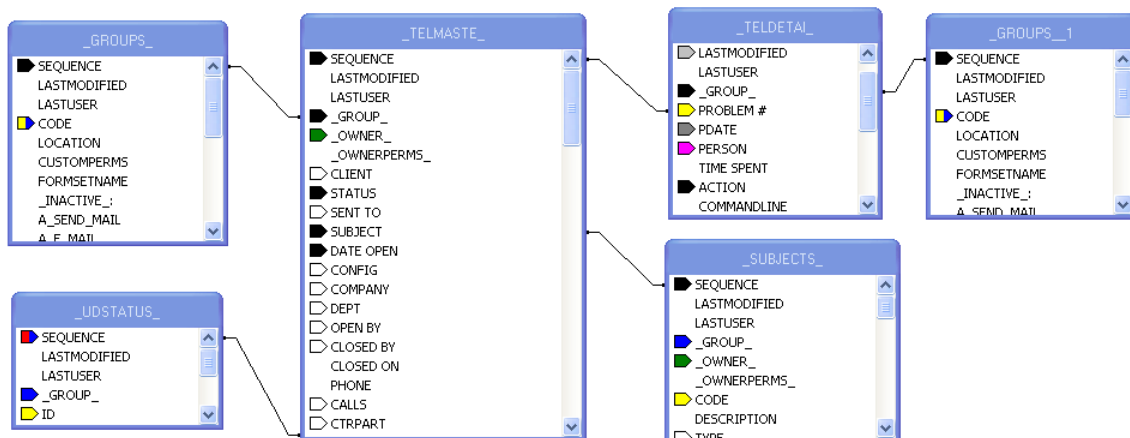 _GROUPS_
SEQUENCE
LASTMODIFIED
LASTUSER
CODE
LOCATION
CUSTOMPERMS
FORMSETNAME
_INACTIVE_:
A_SEND_MAIL
A_E_MAIL
_UDSTATUS_
SEQUENCE
LASTMODIFIED
LASTUSER
_GROUP_
ID
_TELMASTE_
SEQUENCE
LASTMODIFIED
LASTUSER
_GROUP_
_OWNER_
_OWNERPERMS_
CLIENT
STATUS
SENT TO
SUBJECT
DATE OPEN
CONFIG
COMPANY
DEPT
OPEN BY
CLOSED BY
CLOSED ON
PHONE
CALLS
CTRPART
_TELDETAI_
LASTMODIFIED
LASTUSER
_GROUP_
PROBLEM #
PDATE
PERSON
TIME SPENT
ACTION
COMMANDLINE
_SUBJECTS_
SEQUENCE
LASTMODIFIED
LASTUSER
_GROUP_
_OWNER_
_OWNERPERMS_
CODE
DESCRIPTION
TYPE
_GROUPS__1
SEQUENCE
LASTMODIFIED
LASTUSER
CODE
LOCATION
CUSTOMPERMS
FORMSETNAME
_INACTIVE_:
A_SEND_MAIL